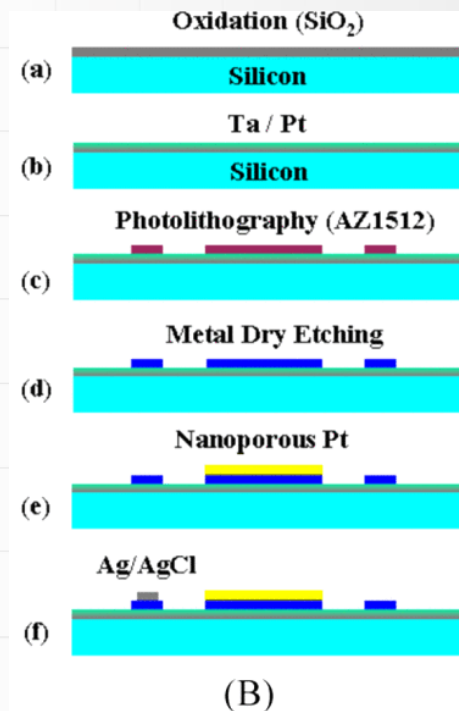 Oxidation (SiO₂)
(a)
Silicon
Ta / Pt
(b)
Silicon
Photolithography (AZ1512)
(c)
Metal Dry Etching
(d)
Nanoporous Pt
(e)
Ag/AgCl
(f)
(B)